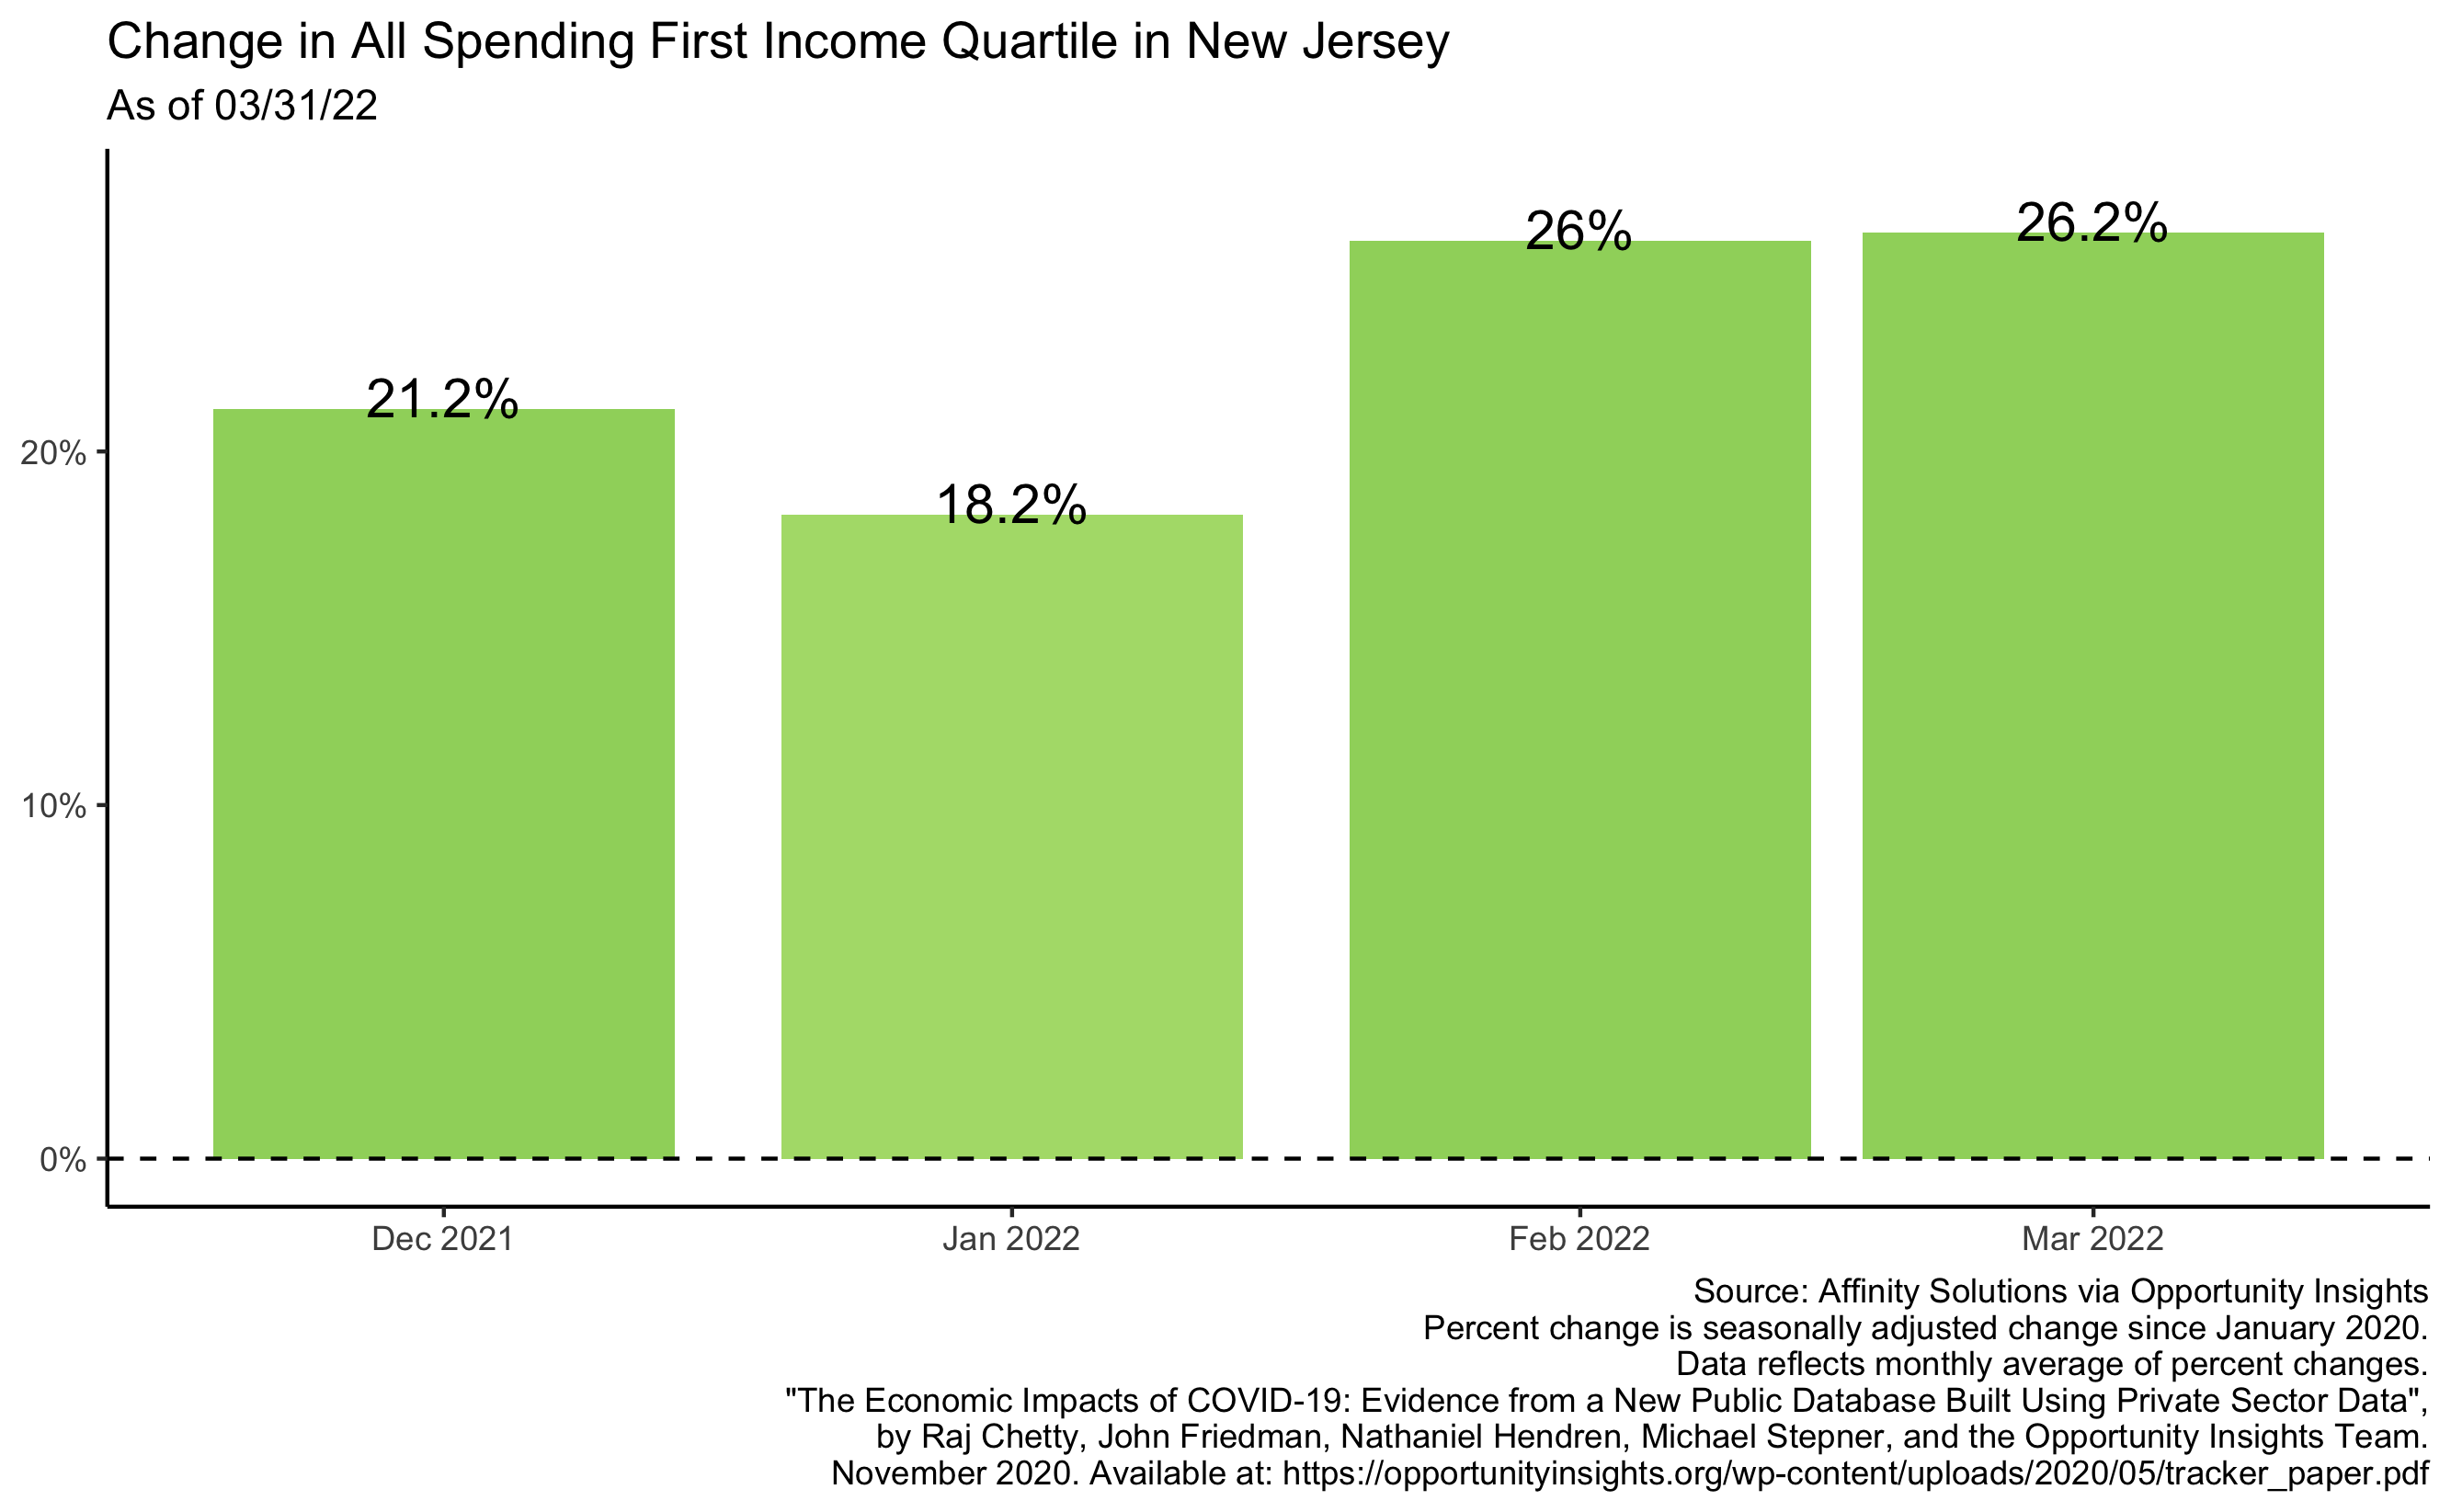 Change in All Spending First Income Quartile in New Jersey
As of 03/31/22
26.2%
26%
21.2%
18.2%
20%
10%
0%
Dec 2021 Jan 2022 Feb 2022 Mar 2022
Source: Affinity Solutions via Opportunity Insights
Percent change is seasonally adjusted change since January 2020.
Data reflects monthly average of percent changes.
"The Economic Impacts of COVID-19: Evidence from a New Public Database Built Using Private Sector Data",
by Raj Chetty, John Friedman, Nathaniel Hendren, Michael Stepner, and the Opportunity Insights Team.
November 2020. Available at: https://opportunityinsights.org/wp-content/uploads/2020/05/tracker_paper.pdf